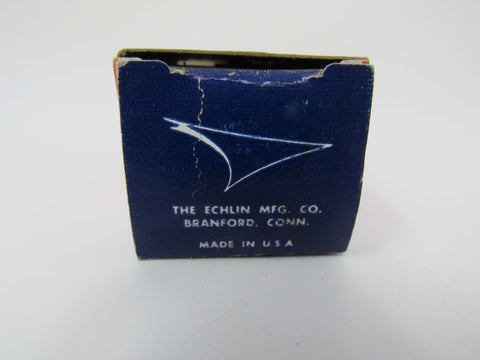 THE ECHLIN MFG. CO.
BRANFORD, CONN.
MADE IN U S A